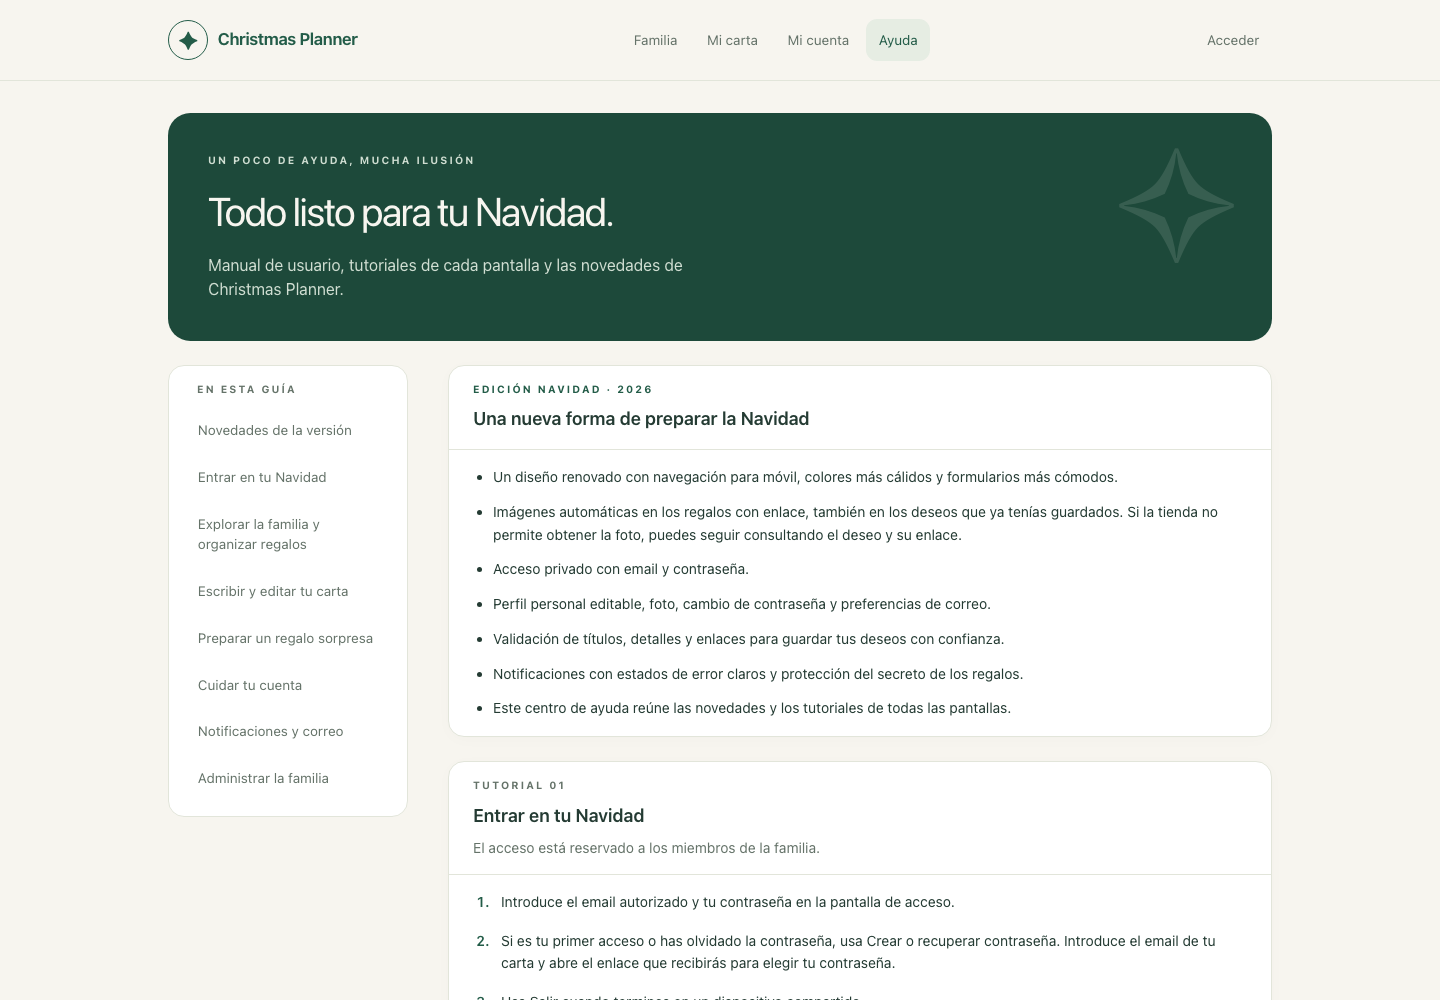 Christmas Planner
Familia
Mi carta
Mi cuenta
Ayuda
Acceder
UN POCO DE AYUDA, MUCHA ILUSIÓN
Todo listo para tu Navidad.
Manual de usuario, tutoriales de cada pantalla y las novedades de
Christmas Planner.
EN ESTA GUÍA
Novedades de la versión
Entrar en tu Navidad
Explorar la familia y
organizar regalos
Escribir y editar tu carta
Preparar un regalo sorpresa
Cuidar tu cuenta
Notificaciones y correo
Administrar la familia
EDICIÓN NAVIDAD · 2026
Una nueva forma de preparar la Navidad
• Un diseño renovado con navegación para móvil, colores más cálidos y formularios más cómodos.
• Imágenes automáticas en los regalos con enlace, también en los deseos que ya tenías guardados. Si la tienda no
permite obtener la foto, puedes seguir consultando el deseo y su enlace.
• Acceso privado con email y contraseña.
• Perfil personal editable, foto, cambio de contraseña y preferencias de correo.
• Validación de títulos, detalles y enlaces para guardar tus deseos con confianza.
• Notificaciones con estados de error claros y protección del secreto de los regalos.
• Este centro de ayuda reúne las novedades y los tutoriales de todas las pantallas.
TUTORIAL 01
Entrar en tu Navidad
El acceso está reservado a los miembros de la familia.
1. Introduce el email autorizado y tu contraseña en la pantalla de acceso.
2. Si es tu primer acceso o has olvidado la contraseña, usa Crear o recuperar contraseña. Introduce el email de tu
carta y abre el enlace que recibirás para elegir tu contraseña.